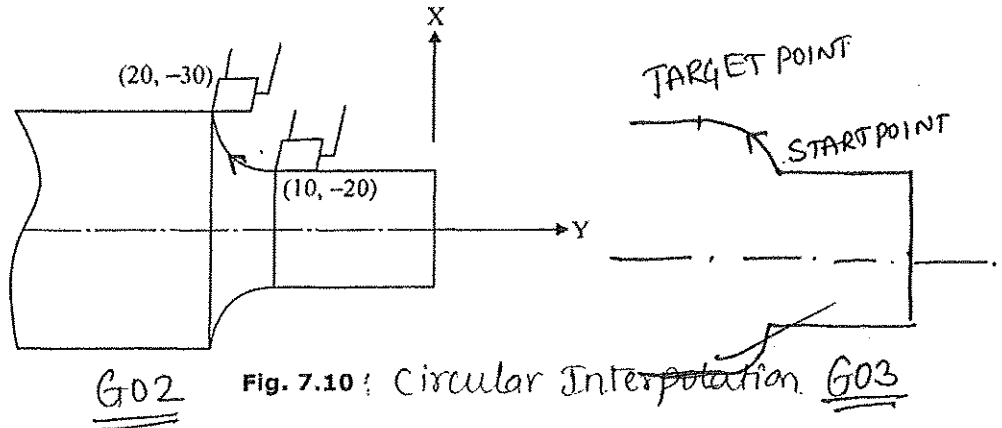 X
(20, –30)
TARGET POINT
START POINT
(10, –20)
Y
G02
Fig. 7.10 : Circular Interpolation
G03